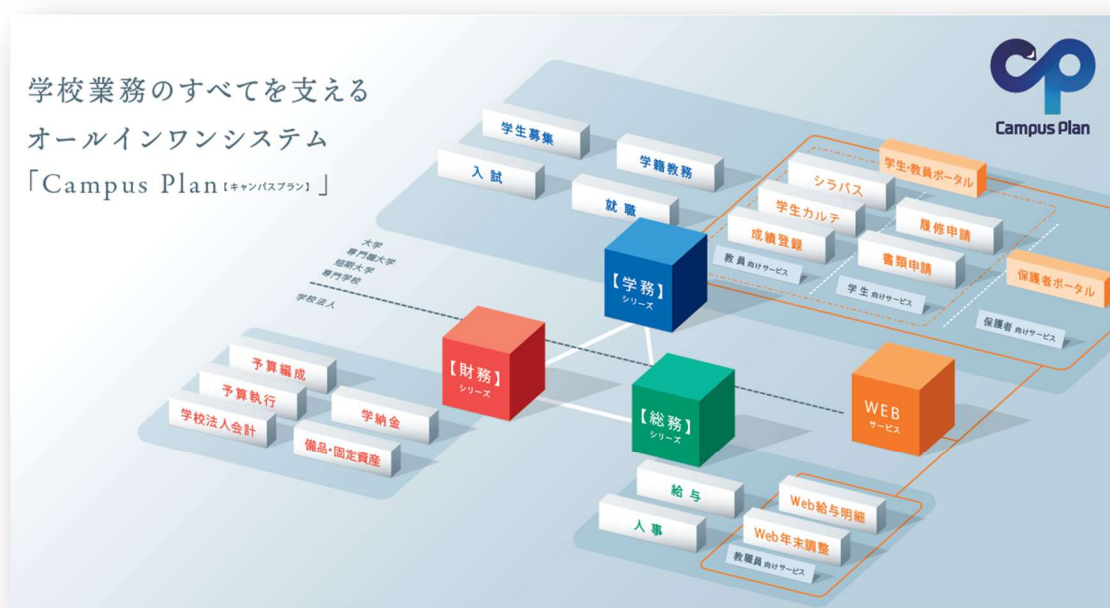 学校業務のすべてを支える
オールインワンシステム
「Campus Plan【キャンパスプラン】」
CP
Campus Plan
学生募集
入試
学籍教務
就職
シラバス
学生カルテ
成績登録
教員向けサービス
学生・教員ポータル
履修申請
書類申請
学生向けサービス
保護者ポータル
保護者向けサービス
大学
専門職大学
短期大学
専門学校
学校法人
【学務】
シリーズ
【財務】
シリーズ
【総務】
シリーズ
WEB
サービス
予算編成
予算執行
学校法人会計
学納金
備品・固定資産
給与
人事
Web給与明細
Web年末調整
教職員向けサービス